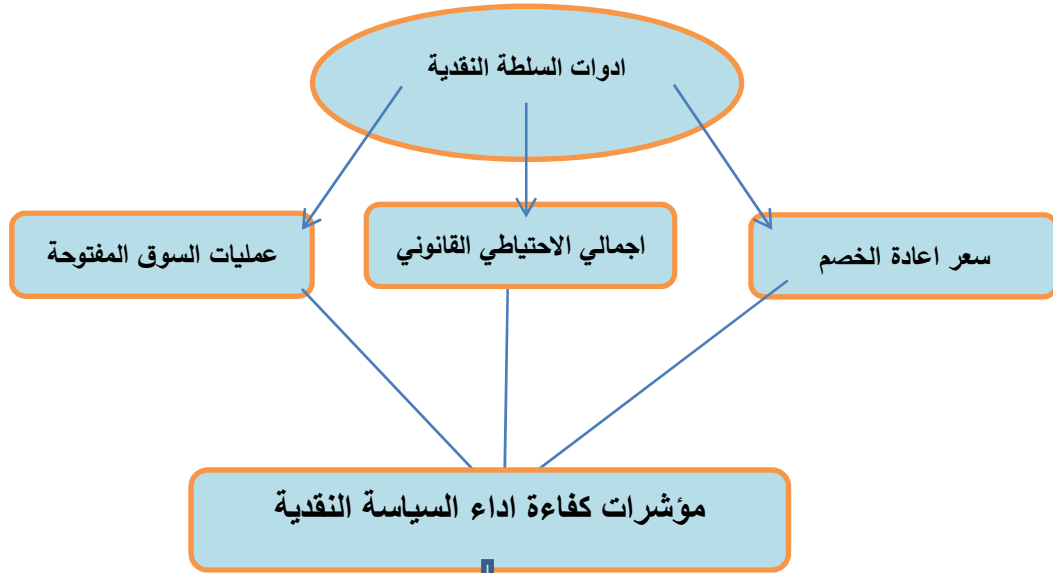 ادوات السلطة النقدية
سعر اعادة الخصم
اجمالي الاحتياطي القانوني
عمليات السوق المفتوحة
مؤشرات كفاءة اداء السياسة النقدية